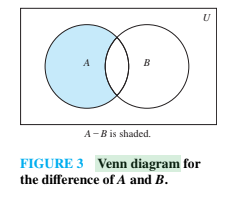 U
A B
A – B is shaded.
FIGURE 3 Venn diagram for
the difference of A and B.